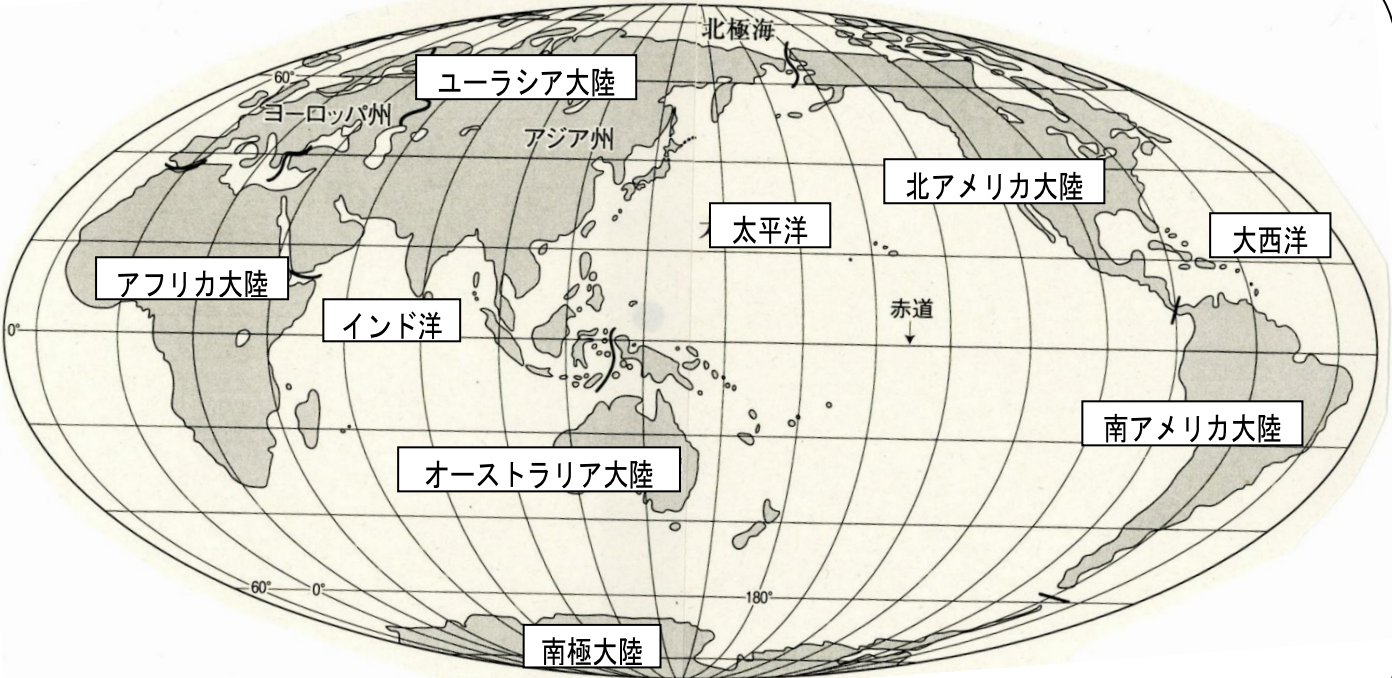 北極海
60°
ユーラシア大陸
ヨーロッパ州
アジア州
北アメリカ大陸
太平洋
大西洋
アフリカ大陸
インド洋
赤道
0°
南アメリカ大陸
オーストラリア大陸
60°
0°
180°
南極大陸